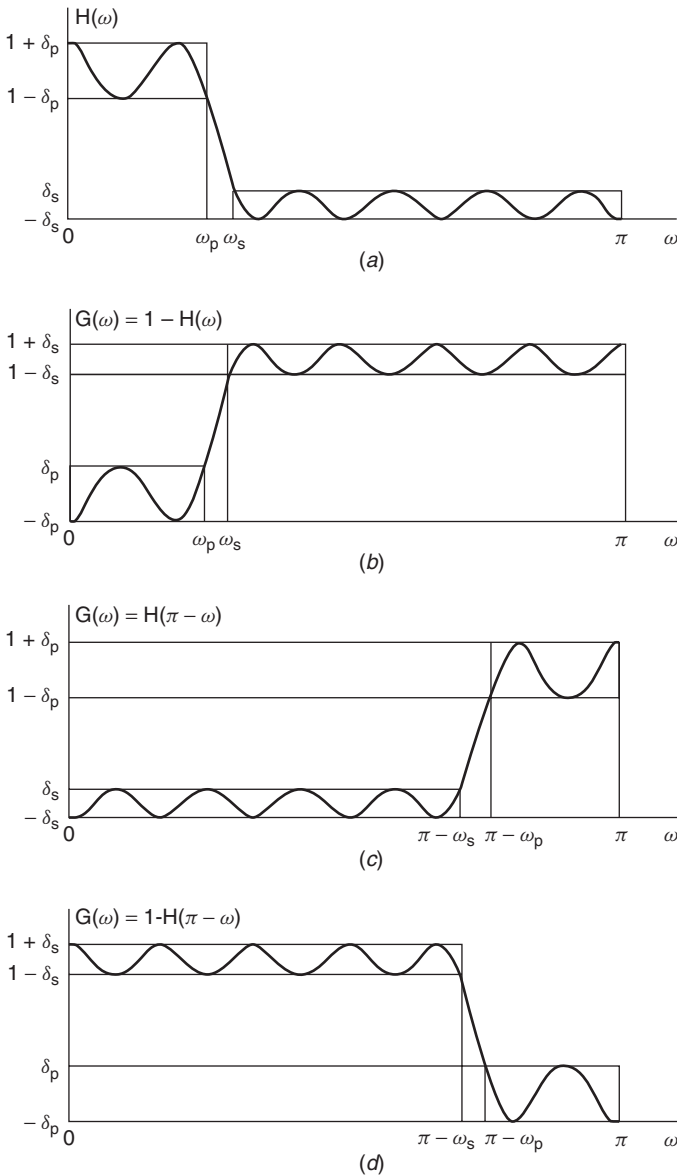 H(ω)
1 + δp
1 – δp
δs
– δs
0
ωp ωs
π
ω
(a)
G(ω) = 1 – H(ω)
1 + δs
1 – δs
δp
– δp
0
ωp ωs
π
ω
(b)
G(ω) = H(π – ω)
1 + δp
1 – δp
δs
– δs
0
π – ωs π – ωp
π
ω
(c)
G(ω) = 1-H(π – ω)
1 + δs
1 – δs
δp
– δp
0
π – ωs π – ωp
π
ω
(d)